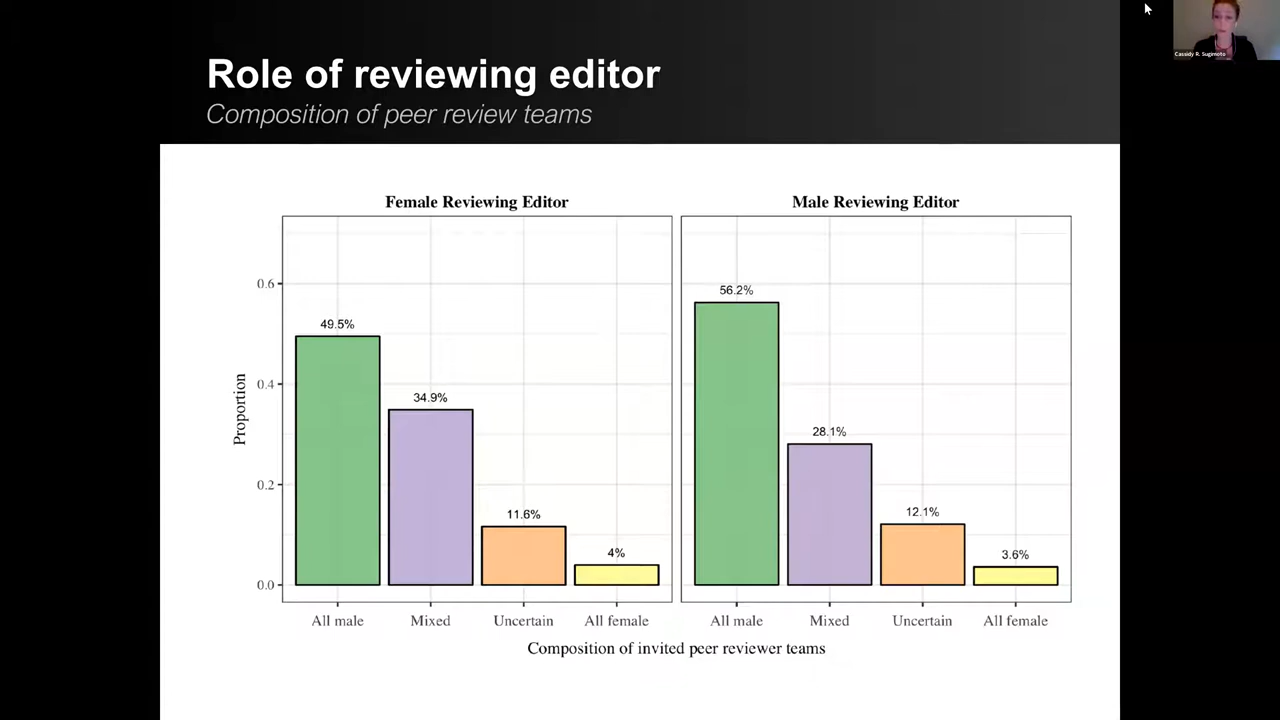 Cassidy R. Sugimoto
Role of reviewing editor
Composition of peer review teams
Female Reviewing Editor
Male Reviewing Editor
Proportion
0.6
0.4
0.2
0.0
49.5%
34.9%
11.6%
4%
56.2%
28.1%
12.1%
3.6%
All male
Mixed
Uncertain
All female
All male
Mixed
Uncertain
All female
Composition of invited peer reviewer teams